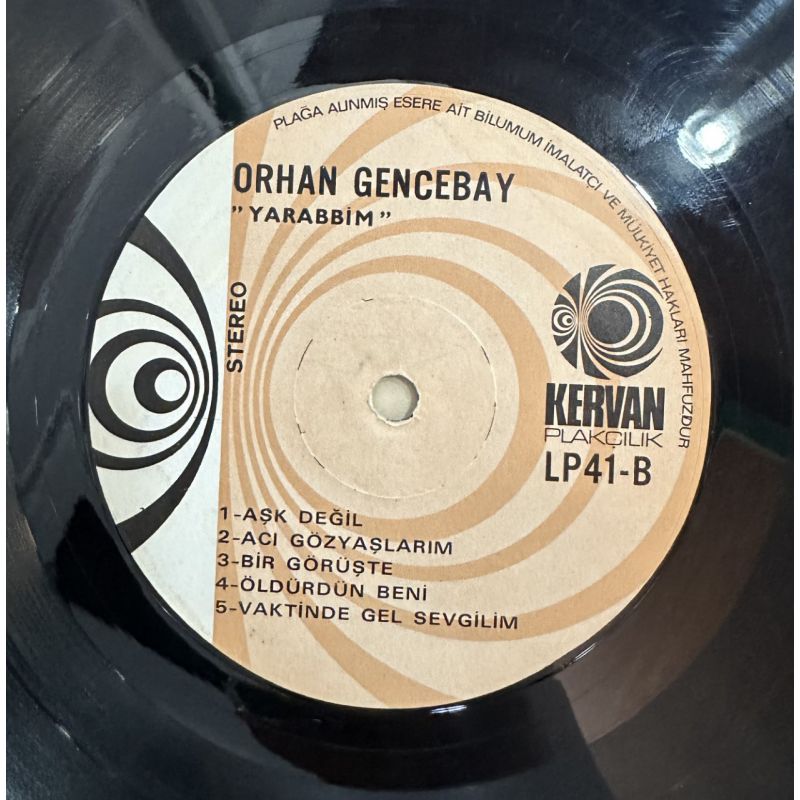 PLAĞA ALINMIŞ ESERE AİT BİLUMUM İMALATÇI VE MÜLKİYET HAKLARI MAHFUZDUR
ORHAN GENCEBAY
"YARABBİM"
STEREO
KERVAN
PLAKÇILIK
LP41-B
1-AŞK DEĞİL
2-ACI GÖZYAŞLARIM
3-BİR GÖRÜŞTE
4-ÖLDÜRDÜN BENİ
5-VAKTİNDE GEL SEVGİLİM